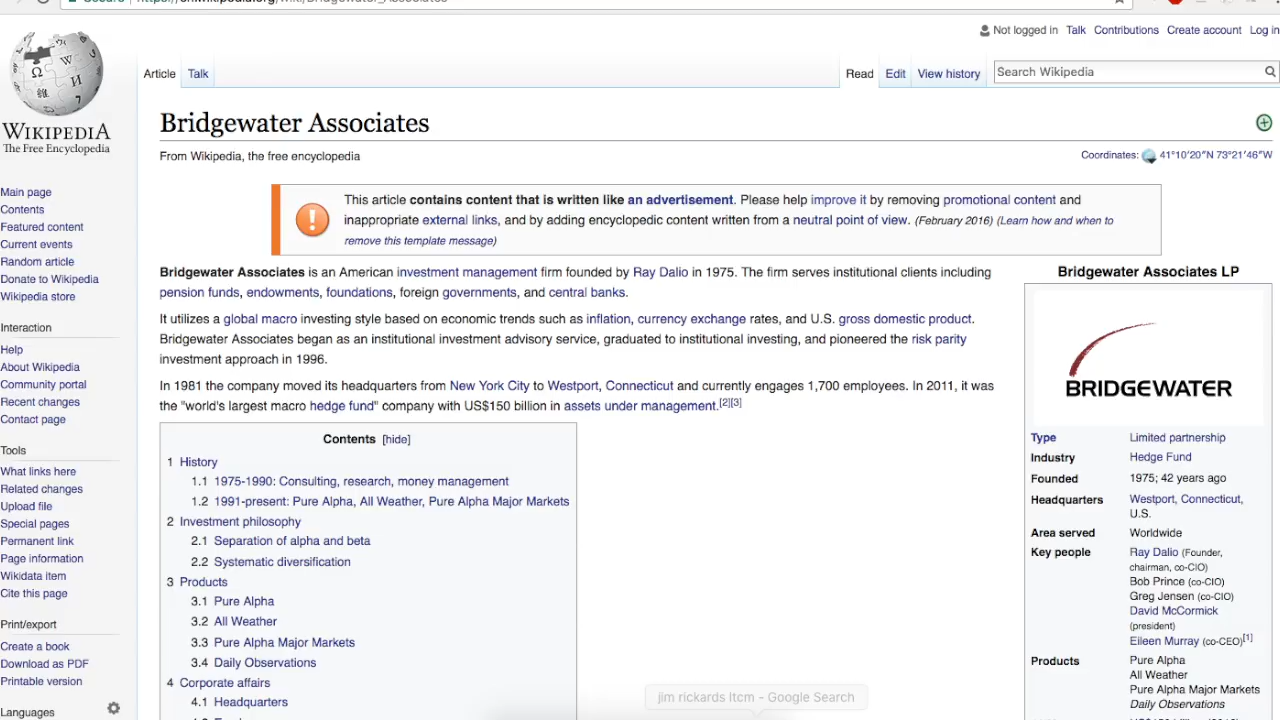 Not logged in Talk Contributions Create account Log in
Article Talk Read Edit View history Search Wikipedia
WIKIPEDIA
The Free Encyclopedia
Main page
Contents
Featured content
Current events
Random article
Donate to Wikipedia
Wikipedia store
Interaction
Help
About Wikipedia
Community portal
Recent changes
Contact page
Tools
What links here
Related changes
Upload file
Special pages
Permanent link
Page information
Wikidata item
Cite this page
Print/export
Create a book
Download as PDF
Printable version
Languages
Bridgewater Associates
From Wikipedia, the free encyclopedia
Coordinates: 41°10′20″N 73°21′46″W
This article contains content that is written like an advertisement. Please help improve it by removing promotional content and
inappropriate external links, and by adding encyclopedic content written from a neutral point of view. (February 2016) (Learn how and when to
remove this template message)
Bridgewater Associates is an American investment management firm founded by Ray Dalio in 1975. The firm serves institutional clients including
pension funds, endowments, foundations, foreign governments, and central banks.
It utilizes a global macro investing style based on economic trends such as inflation, currency exchange rates, and U.S. gross domestic product.
Bridgewater Associates began as an institutional investment advisory service, graduated to institutional investing, and pioneered the risk parity
investment approach in 1996.
In 1981 the company moved its headquarters from New York City to Westport, Connecticut and currently engages 1,700 employees. In 2011, it was
the "world's largest macro hedge fund" company with US$150 billion in assets under management.[2][3]
Contents [hide]
1 History
1.1 1975-1990: Consulting, research, money management
1.2 1991-present: Pure Alpha, All Weather, Pure Alpha Major Markets
2 Investment philosophy
2.1 Separation of alpha and beta
2.2 Systematic diversification
3 Products
3.1 Pure Alpha
3.2 All Weather
3.3 Pure Alpha Major Markets
3.4 Daily Observations
4 Corporate affairs
4.1 Headquarters
Bridgewater Associates LP
BRIDGEWATER
Type Limited partnership
Industry Hedge Fund
Founded 1975; 42 years ago
Headquarters Westport, Connecticut,
U.S.
Area served Worldwide
Key people Ray Dalio (Founder,
chairman, co-CIO)
Bob Prince (co-CIO)
Greg Jensen (co-CIO)
David McCormick
(president)
Eileen Murray (co-CEO)[1]
Products Pure Alpha
All Weather
Pure Alpha Major Markets
Daily Observations
jim rickards ltcm - Google Search